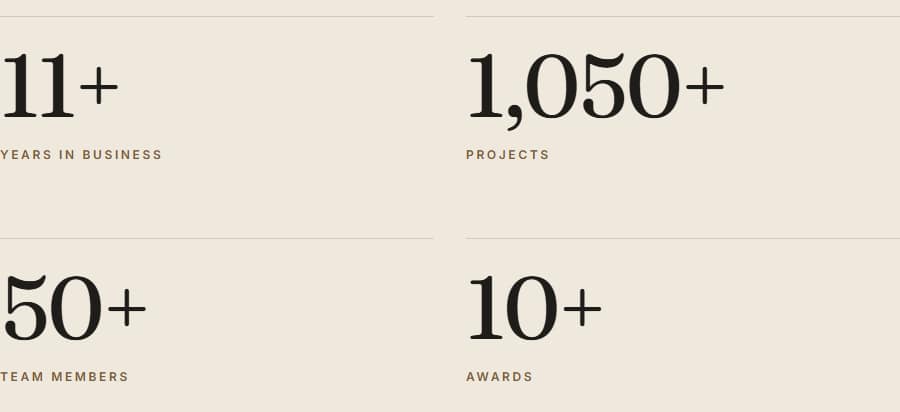 11+
1,050+
YEARS IN BUSINESS
PROJECTS
50+
10+
TEAM MEMBERS
AWARDS